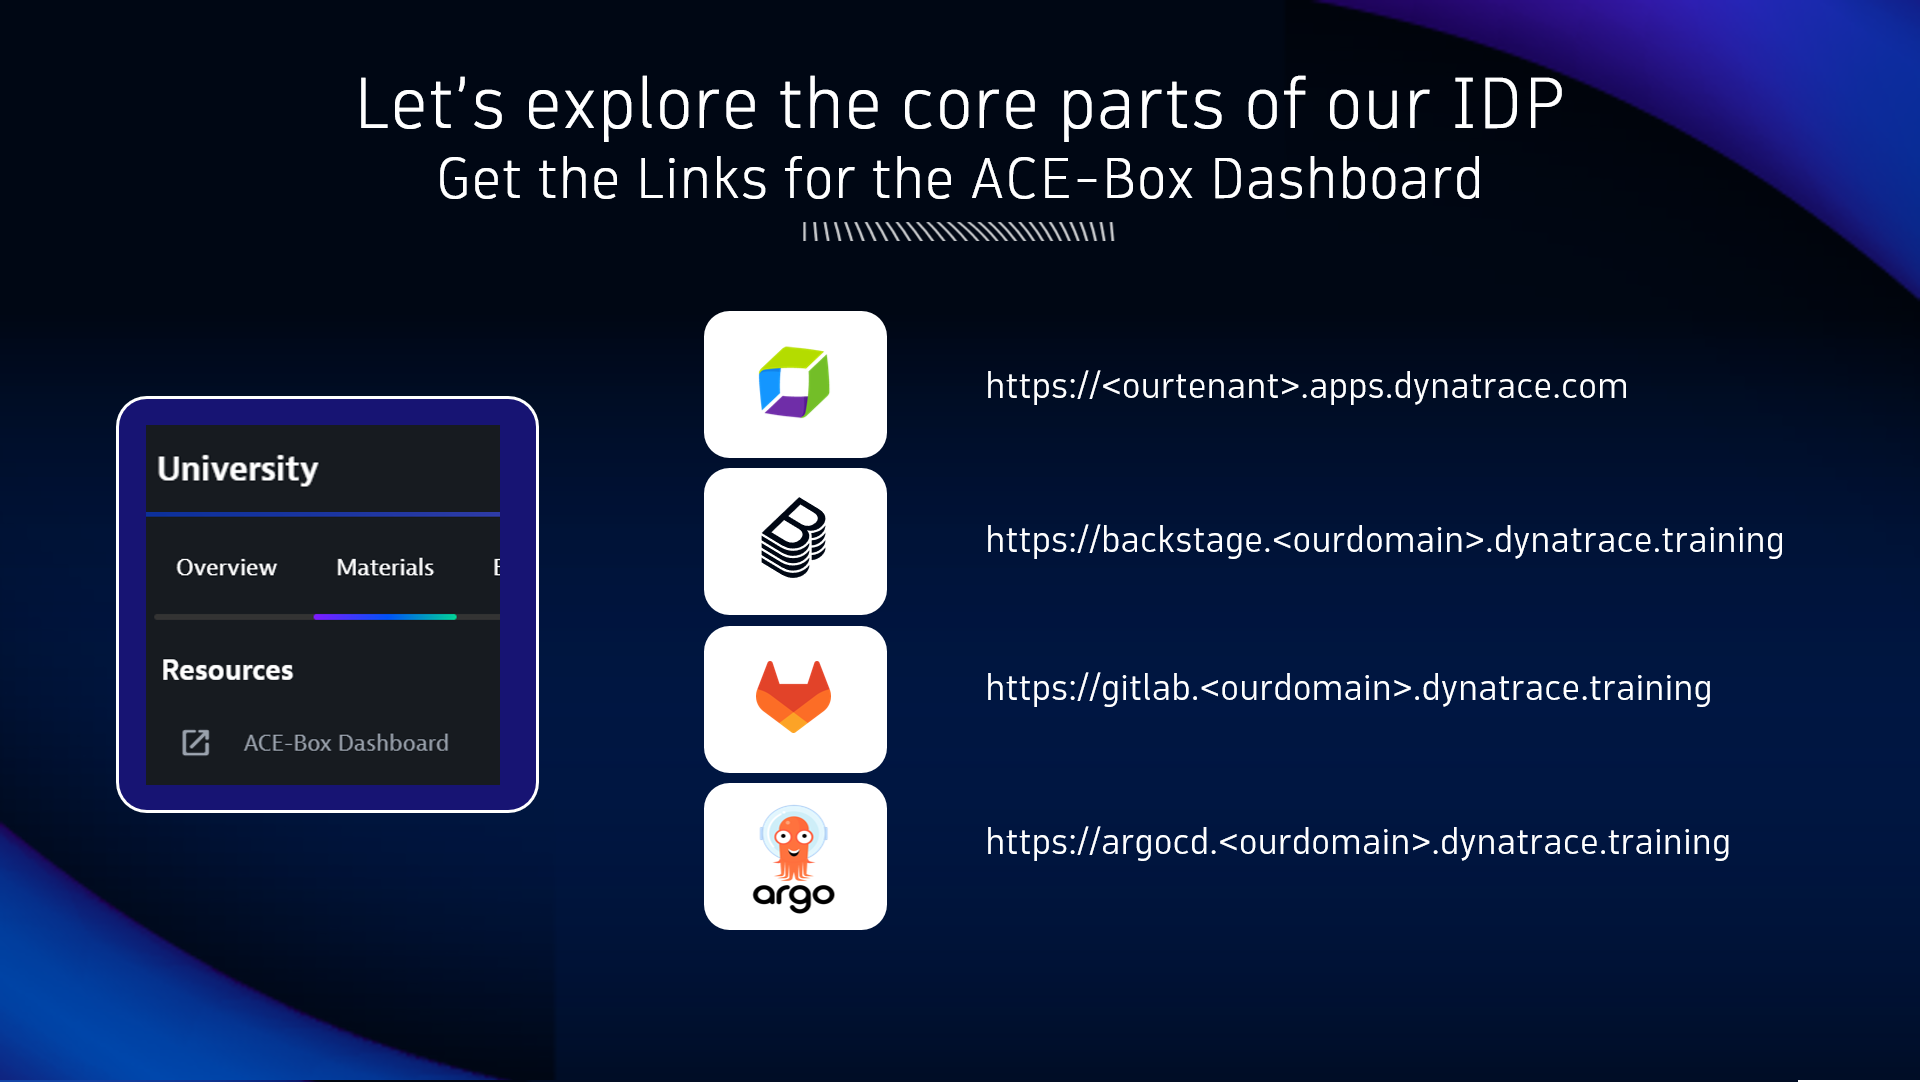 Let’s explore the core parts of our IDP
Get the Links for the ACE-Box Dashboard
University
Overview Materials
Resources
ACE-Box Dashboard
https://<ourtenant>.apps.dynatrace.com
https://backstage.<ourdomain>.dynatrace.training
https://gitlab.<ourdomain>.dynatrace.training
argo
https://argocd.<ourdomain>.dynatrace.training